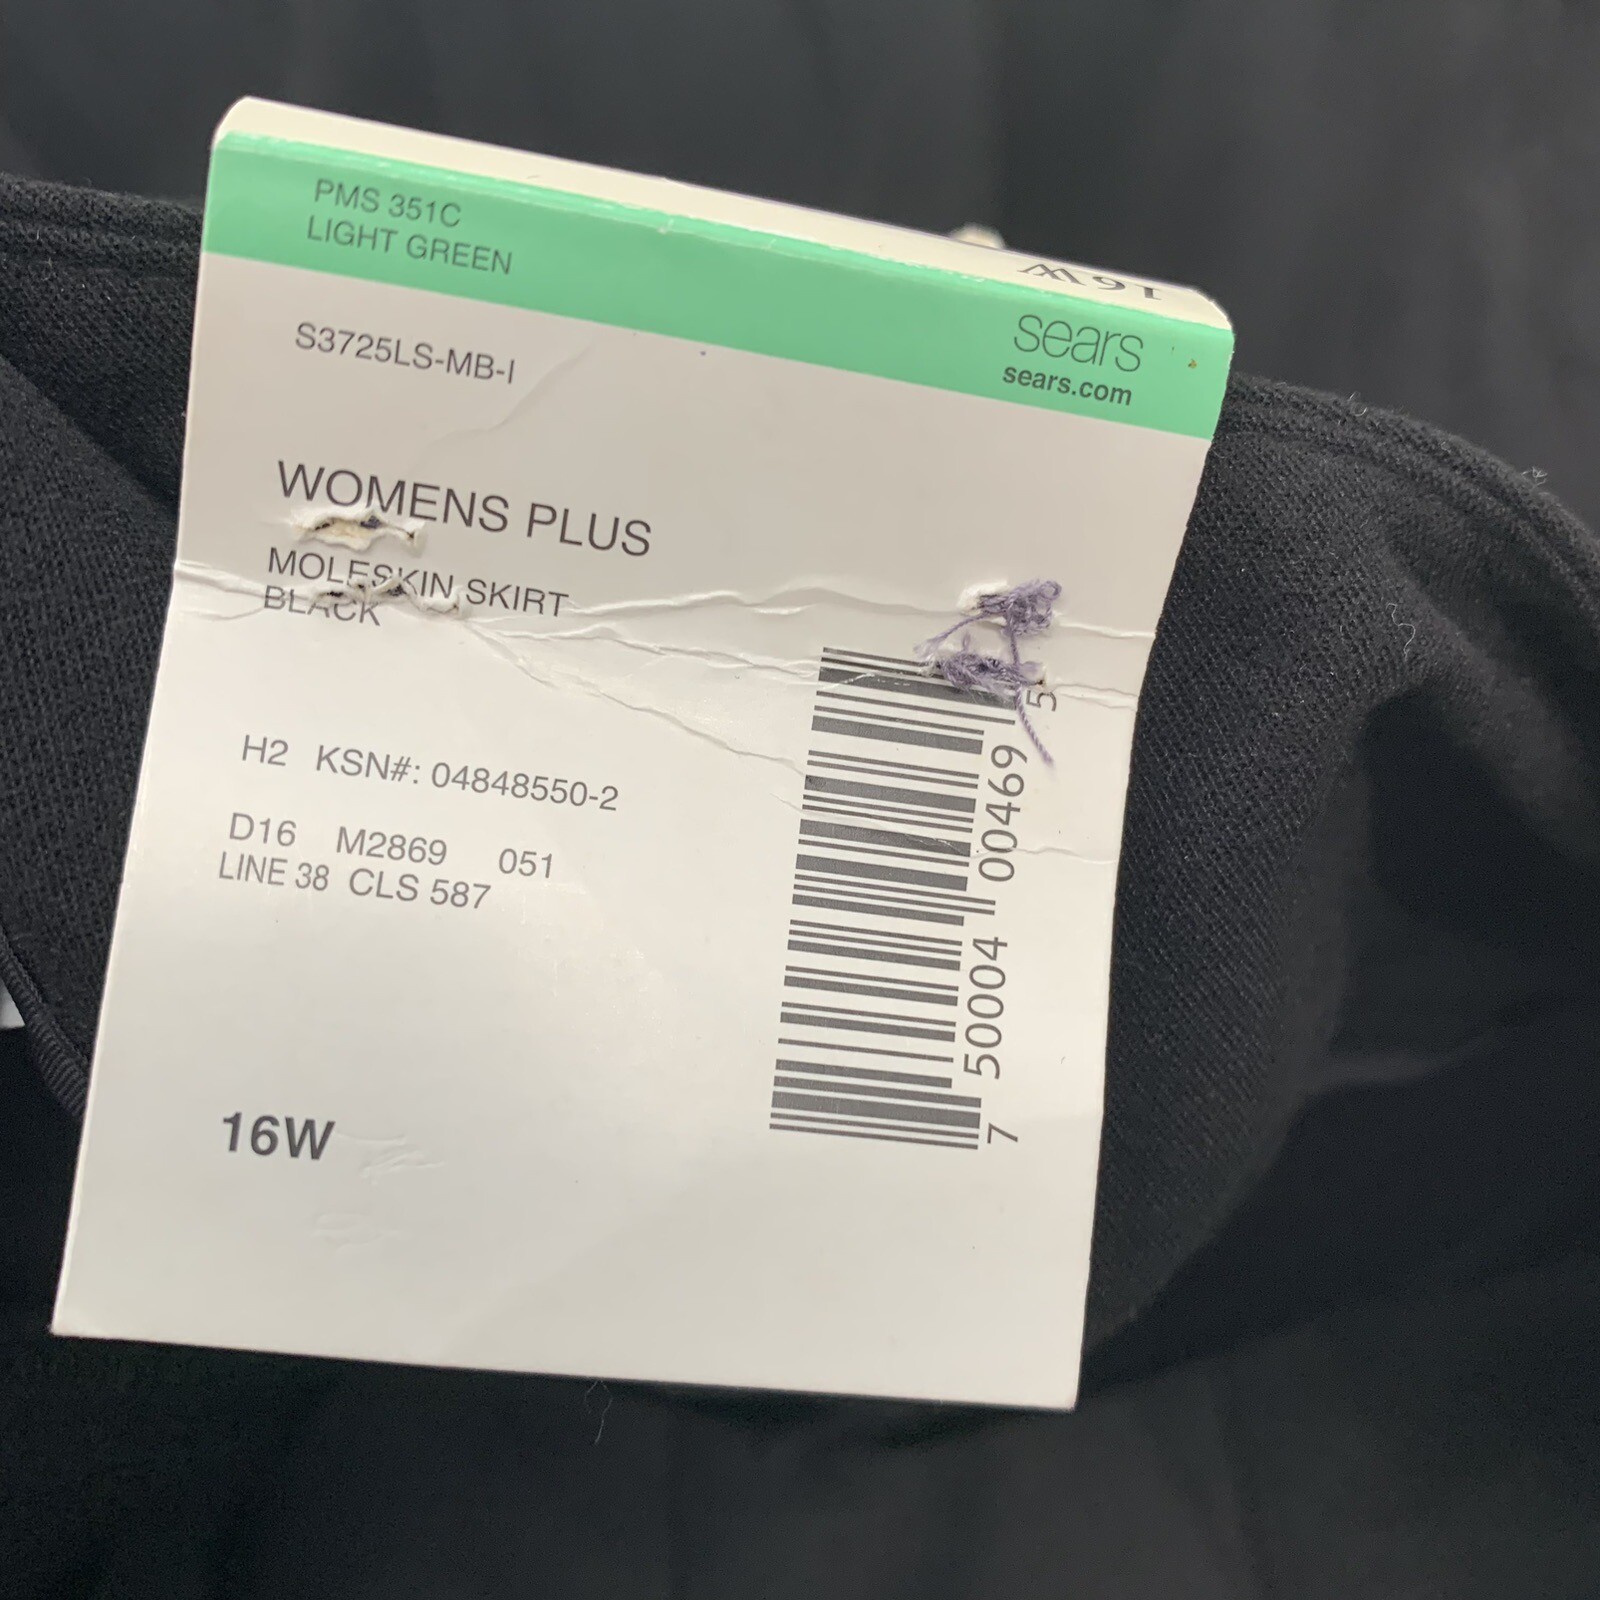 16W
PMS 351C
LIGHT GREEN
sears
sears.com
S3725LS-MB-I
WOMENS PLUS
MOLESKIN SKIRT
BLACK
H2 KSN#: 04848550-2
D16 M2869 051
LINE 38 CLS 587
16W
7 50004 00469 5